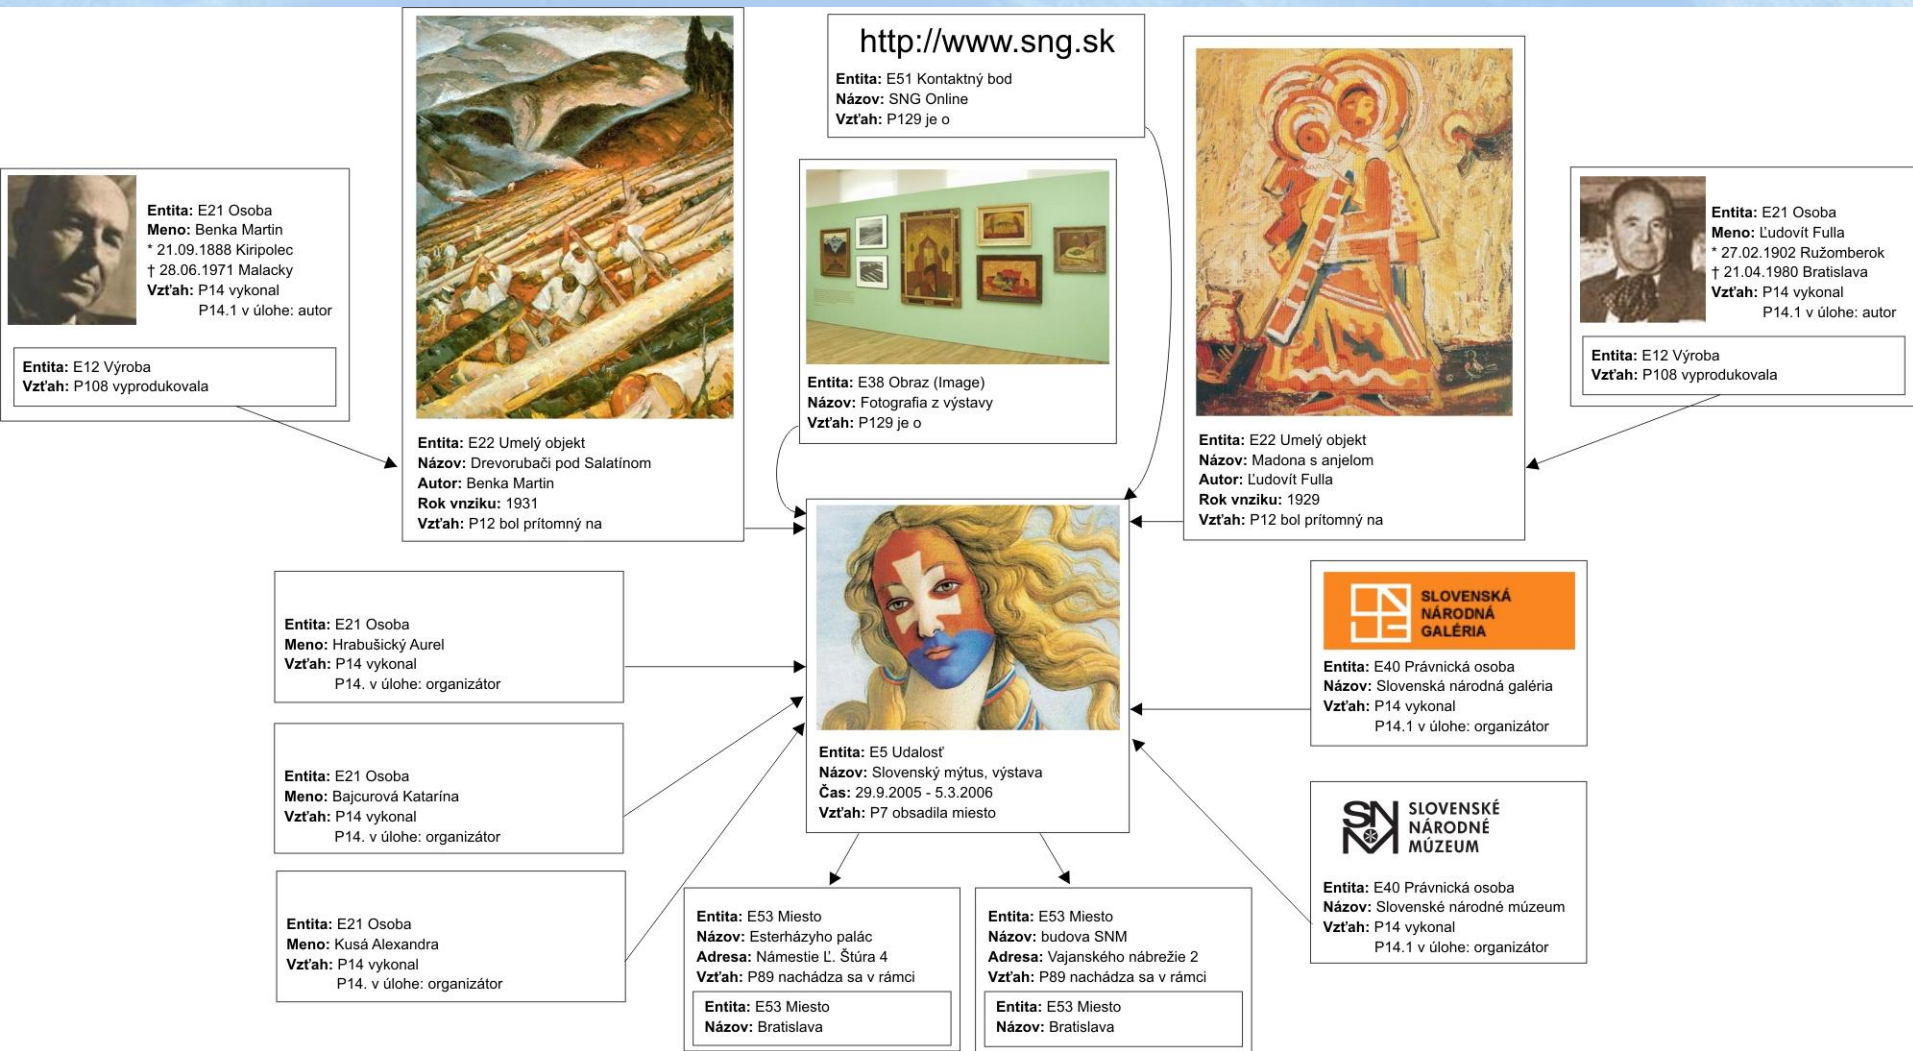 http://www.sng.sk
Entita: E51 Kontaktný bod
Názov: SNG Online
Vzťah: P129 je o
Entita: E21 Osoba
Meno: Benka Martin
* 21.09.1888 Kiripolec
† 28.06.1971 Malacky
Vzťah: P14 vykonal
P14.1 v úlohe: autor
Entita: E12 Výroba
Vzťah: P108 vyprodukovala
Entita: E22 Umelý objekt
Názov: Drevorubači pod Salatínom
Autor: Benka Martin
Rok vnziku: 1931
Vzťah: P12 bol prítomný na
Entita: E38 Obraz (Image)
Názov: Fotografia z výstavy
Vzťah: P129 je o
Entita: E22 Umelý objekt
Názov: Madona s anjelom
Autor: Ľudovít Fulla
Rok vnziku: 1929
Vzťah: P12 bol prítomný na
Entita: E21 Osoba
Meno: Ľudovít Fulla
* 27.02.1902 Ružomberok
† 21.04.1980 Bratislava
Vzťah: P14 vykonal
P14.1 v úlohe: autor
Entita: E12 Výroba
Vzťah: P108 vyprodukovala
Entita: E21 Osoba
Meno: Hrabušický Aurel
Vzťah: P14 vykonal
P14. v úlohe: organizátor
Entita: E21 Osoba
Meno: Bajcurová Katarína
Vzťah: P14 vykonal
P14. v úlohe: organizátor
Entita: E21 Osoba
Meno: Kusá Alexandra
Vzťah: P14 vykonal
P14. v úlohe: organizátor
Entita: E5 Udalosť
Názov: Slovenský mýtus, výstava
Čas: 29.9.2005 - 5.3.2006
Vzťah: P7 obsadila miesto
SLOVENSKÁ
NÁRODNÁ
GALÉRIA
Entita: E40 Právnická osoba
Názov: Slovenská národná galéria
Vzťah: P14 vykonal
P14.1 v úlohe: organizátor
SNM
SLOVENSKÉ
NÁRODNÉ
MÚZEUM
Entita: E40 Právnická osoba
Názov: Slovenské národné múzeum
Vzťah: P14 vykonal
P14.1 v úlohe: organizátor
Entita: E53 Miesto
Názov: Esterházyho palác
Adresa: Námestie Ľ. Štúra 4
Vzťah: P89 nachádza sa v rámci
Entita: E53 Miesto
Názov: Bratislava
Entita: E53 Miesto
Názov: budova SNM
Adresa: Vajanského nábrežie 2
Vzťah: P89 nachádza sa v rámci
Entita: E53 Miesto
Názov: Bratislava